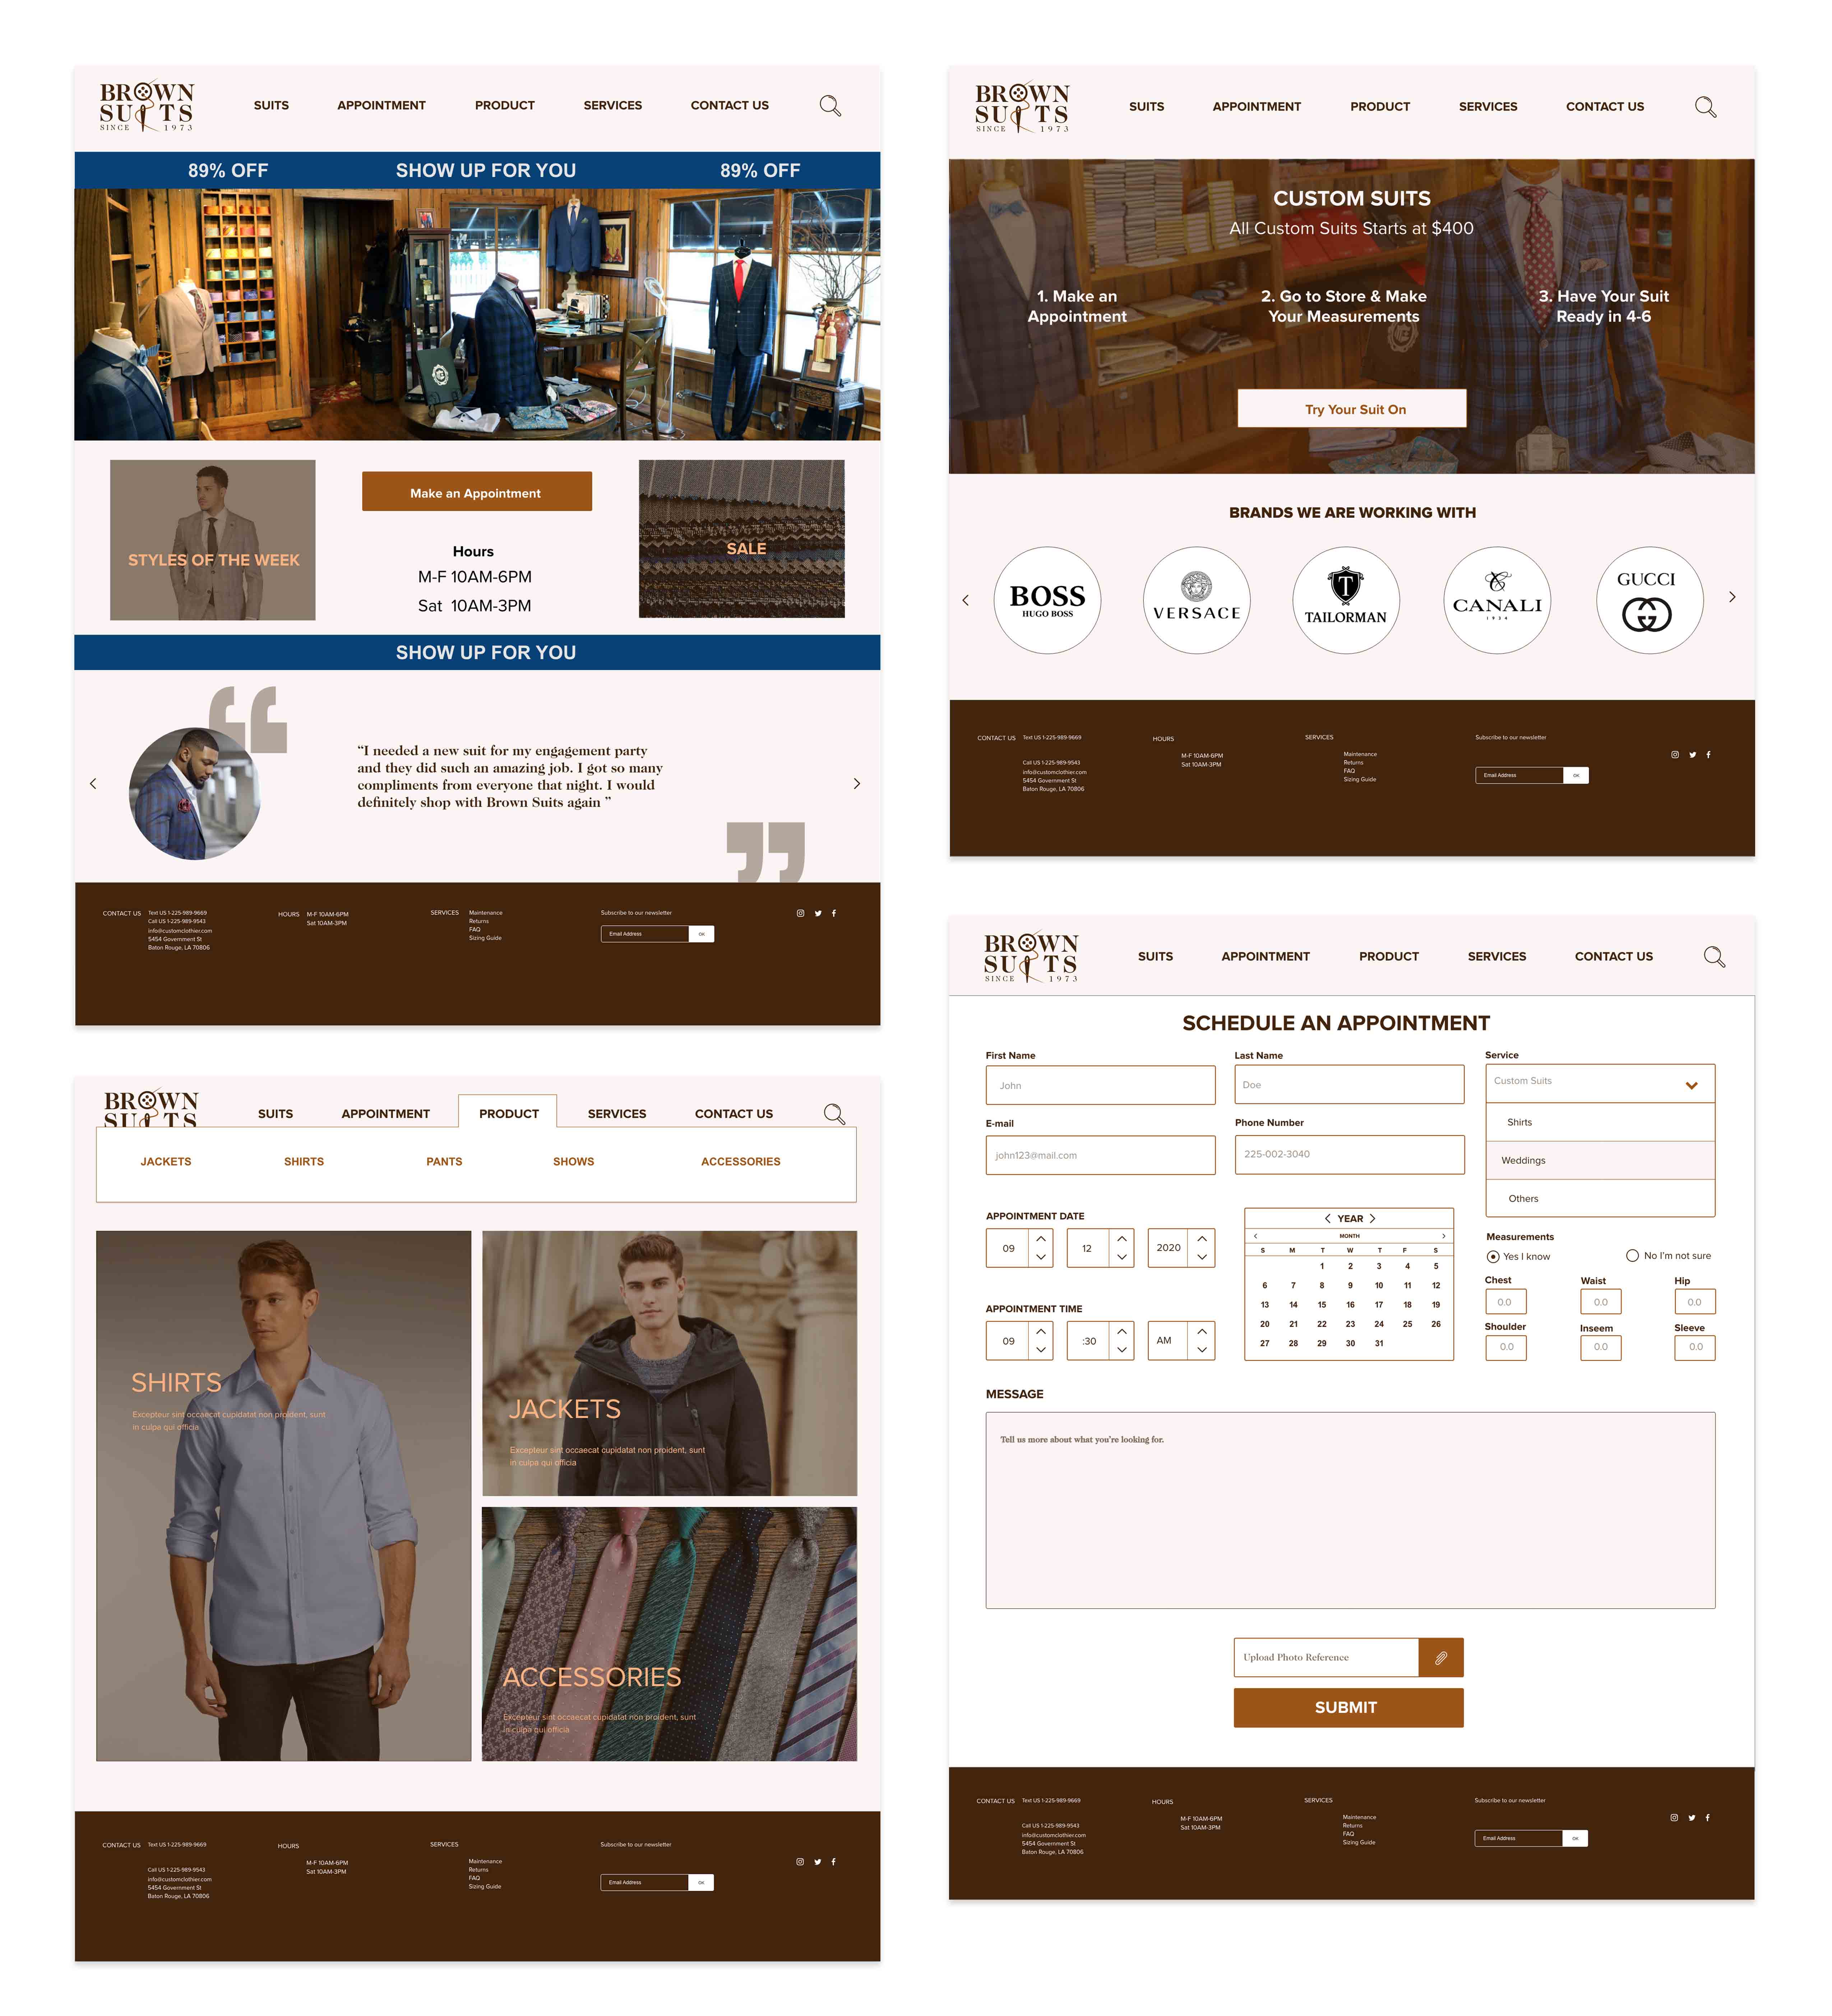 BROWN
SUITS
SINCE 1973
SUITS APPOINTMENT PRODUCT SERVICES CONTACT US
89% OFF SHOW UP FOR YOU 89% OFF
STYLES OF THE WEEK
Make an Appointment
Hours
M-F 10AM-6PM
Sat 10AM-3PM
SALE
SHOW UP FOR YOU
“I needed a new suit for my engagement party
and they did such an amazing job. I got so many
compliments from everyone that night. I would
definitely shop with Brown Suits again ”
CONTACT US
Text US 1-225-989-9669
Call US 1-225-989-9543
info@customclothier.com
5454 Government St
Baton Rouge, LA 70806
HOURS
M-F 10AM-6PM
Sat 10AM-3PM
SERVICES
Maintenance
Returns
FAQ
Sizing Guide
Subscribe to our newsletter
Email Address OK
BROWN
SUITS
SINCE 1973
SUITS APPOINTMENT PRODUCT SERVICES CONTACT US
CUSTOM SUITS
All Custom Suits Starts at $400
1. Make an
Appointment
2. Go to Store & Make
Your Measurements
3. Have Your Suit
Ready in 4-6
Try Your Suit On
BRANDS WE ARE WORKING WITH
BOSS
HUGO BOSS
VERSACE
T
TAILORMAN
CANALI
1934
GUCCI
CONTACT US
Text US 1-225-989-9669
Call US 1-225-989-9543
info@customclothier.com
5454 Government St
Baton Rouge, LA 70806
HOURS
M-F 10AM-6PM
Sat 10AM-3PM
SERVICES
Maintenance
Returns
FAQ
Sizing Guide
Subscribe to our newsletter
Email Address OK
BROWN
SUITS
SUITS APPOINTMENT PRODUCT SERVICES CONTACT US
JACKETS SHIRTS PANTS SHOWS ACCESSORIES
SHIRTS
Excepteur sint occaecat cupidatat non proident, sunt
in culpa qui officia
JACKETS
Excepteur sint occaecat cupidatat non proident, sunt
in culpa qui officia
ACCESSORIES
Excepteur sint occaecat cupidatat non proident, sunt
in culpa qui officia
CONTACT US
Text US 1-225-989-9669
Call US 1-225-989-9543
info@customclothier.com
5454 Government St
Baton Rouge, LA 70806
HOURS
M-F 10AM-6PM
Sat 10AM-3PM
SERVICES
Maintenance
Returns
FAQ
Sizing Guide
Subscribe to our newsletter
Email Address OK
BROWN
SUITS
SINCE 1973
SUITS APPOINTMENT PRODUCT SERVICES CONTACT US
SCHEDULE AN APPOINTMENT
First Name
John
Last Name
Doe
Service
Custom Suits
Shirts
Weddings
Others
E-mail
john123@mail.com
Phone Number
225-002-3040
APPOINTMENT DATE
09 12 2020
APPOINTMENT TIME
09 :30 AM
YEAR
MONTH
S M T W T F S
1 2 3 4 5
6 7 8 9 10 11 12
13 14 15 16 17 18 19
20 21 22 23 24 25 26
27 28 29 30 31
Measurements
Yes I know No I'm not sure
Chest Waist Hip
0.0 0.0 0.0
Shoulder Inseem Sleeve
0.0 0.0 0.0
MESSAGE
Tell us more about what you're looking for.
Upload Photo Reference
SUBMIT
CONTACT US
Text US 1-225-989-9669
Call US 1-225-989-9543
info@customclothier.com
5454 Government St
Baton Rouge, LA 70806
HOURS
M-F 10AM-6PM
Sat 10AM-3PM
SERVICES
Maintenance
Returns
FAQ
Sizing Guide
Subscribe to our newsletter
Email Address OK